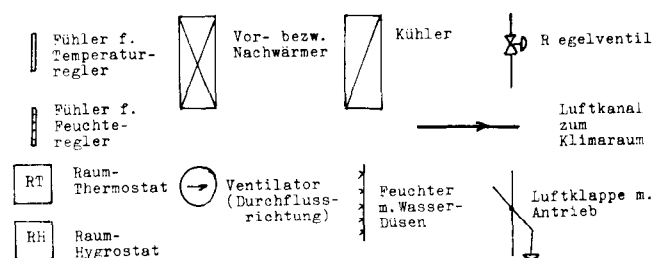 Fühler f.
Temperatur-
regler
Vor- bezw.
Nachwärmer
Kühler
R egelventil
Fühler f.
Feuchte-
regler
Luftkanal
zum
Klimaraum
RT
Raum-
Thermostat
Ventilator
(Durchfluss-
richtung)
Feuchter
m.Wasser-
Düsen
Luftklappe m.
Antrieb
RH
Raum-
Hygrostat